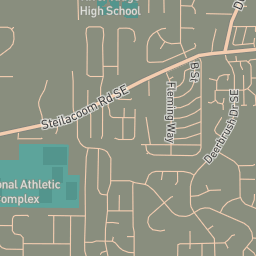 High School
Steilacoom Rd SE
B St
Fleming Way
Deerbrush Dr SE
onal Athletic
omplex